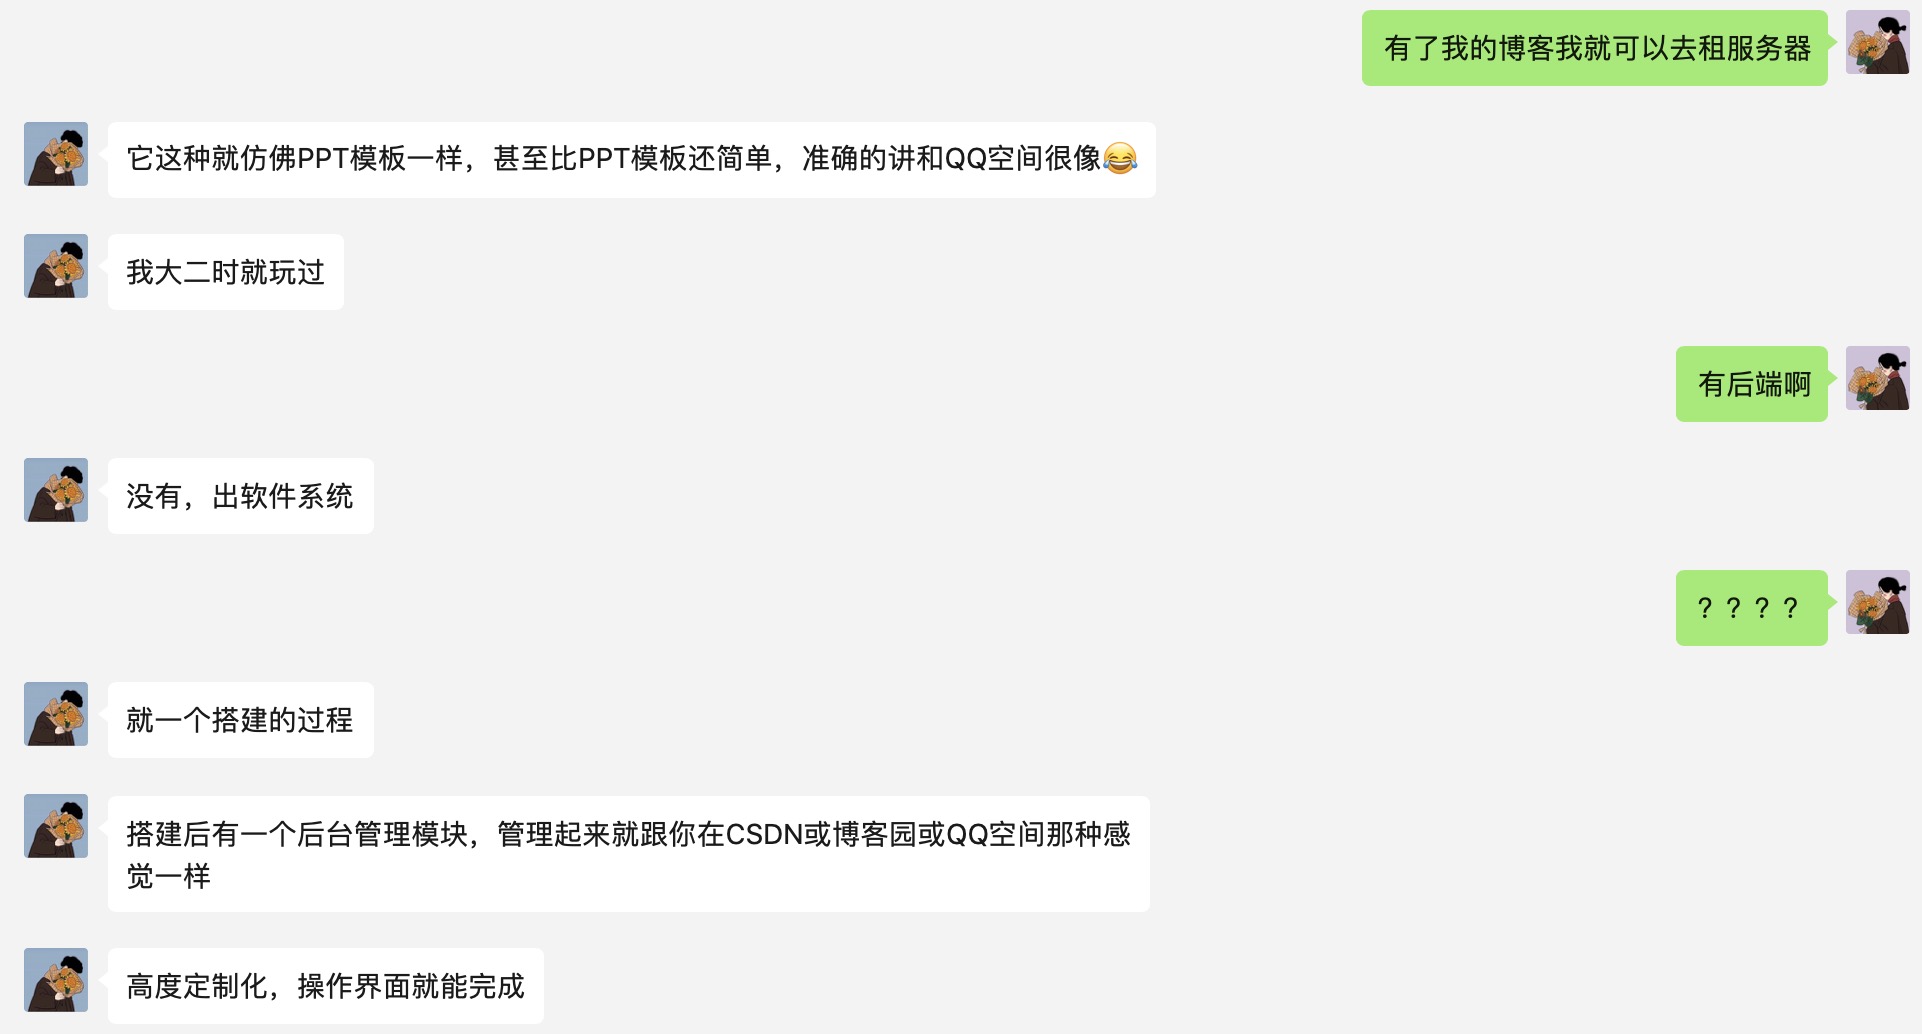 有了我的博客我就可以去租服务器
它这种就仿佛PPT模板一样，甚至比PPT模板还简单，准确的讲和QQ空间很像😂
我大二时就玩过
有后端啊
没有，出软件系统
？？？？
就一个搭建的过程
搭建后有一个后台管理模块，管理起来就跟你在CSDN或博客园或QQ空间那种感
觉一样
高度定制化，操作界面就能完成